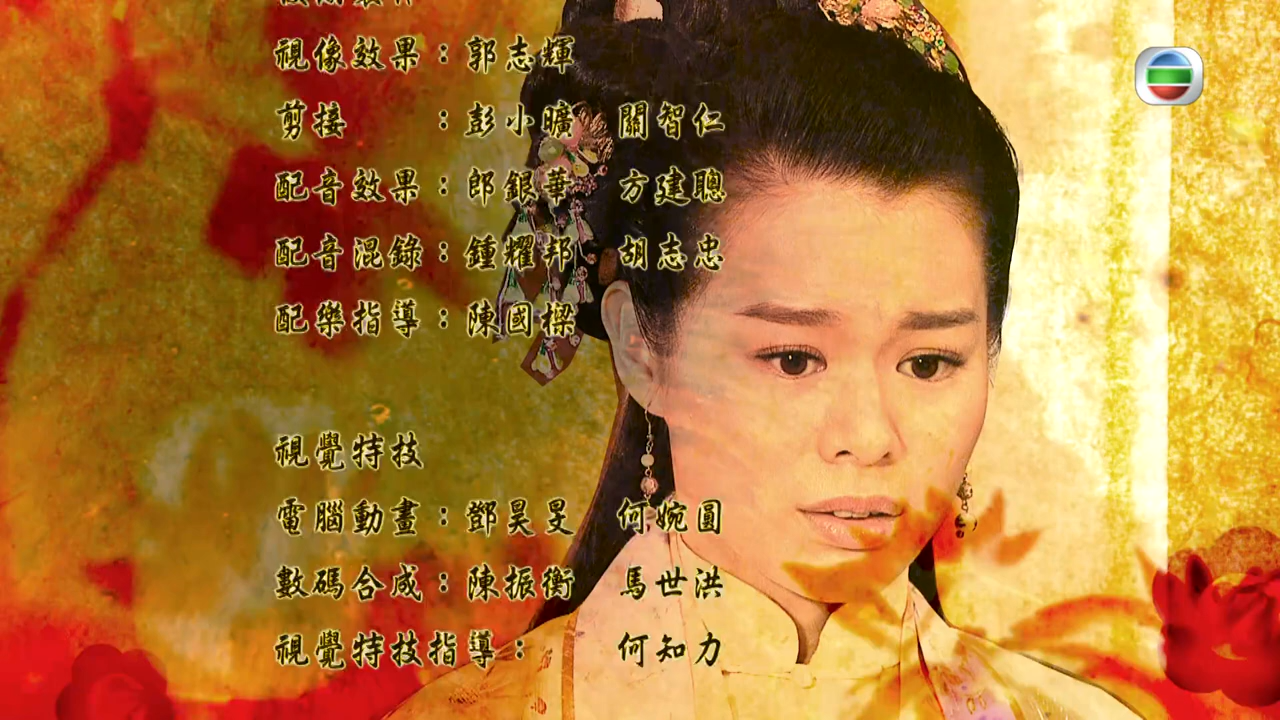 視像效果：郭志輝
剪接　　：彭小曠　關智仁
配音效果：郎銀華　方建聰
配音混錄：鍾耀邦　胡志忠
配樂指導：陳國樑
視覺特技
電腦動畫：鄧昊旻　何婉圓
數碼合成：陳振衡　馬世洪
視覺特技指導：　　何知力